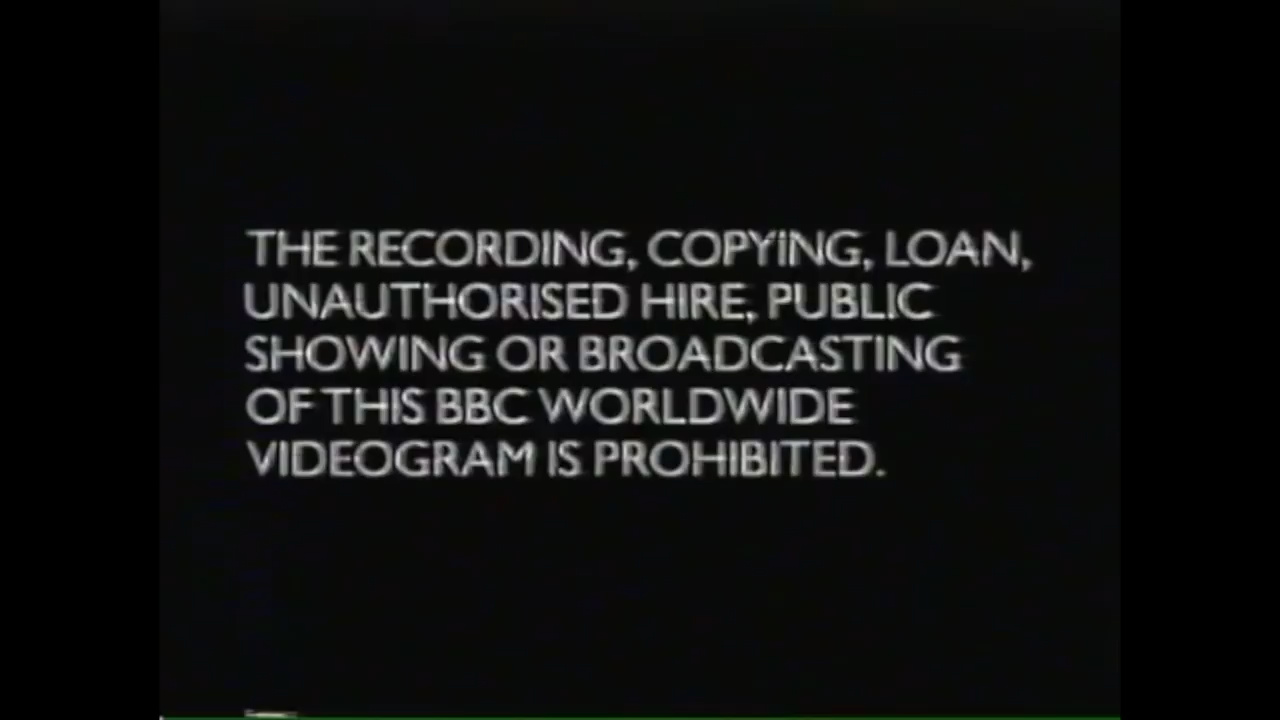 THE RECORDING, COPYING, LOAN,
UNAUTHORISED HIRE, PUBLIC
SHOWING OR BROADCASTING
OF THIS BBC WORLDWIDE
VIDEOGRAM IS PROHIBITED.